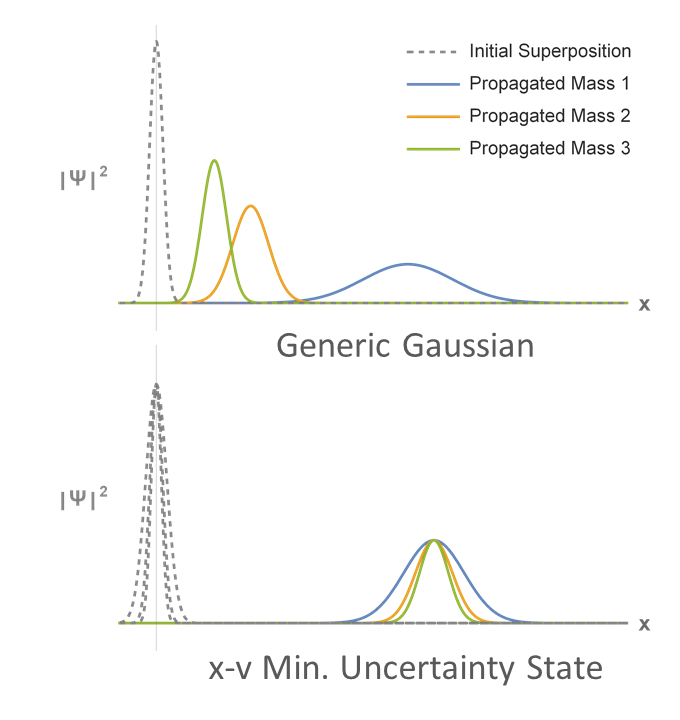 Initial Superposition
Propagated Mass 1
Propagated Mass 2
Propagated Mass 3
|Ψ|²
x
Generic Gaussian
|Ψ|²
x
x-v Min. Uncertainty State